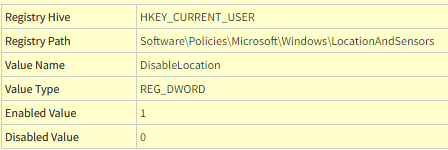 Registry Hive HKEY_CURRENT_USER
Registry Path Software\Policies\Microsoft\Windows\LocationAndSensors
Value Name DisableLocation
Value Type REG_DWORD
Enabled Value 1
Disabled Value 0